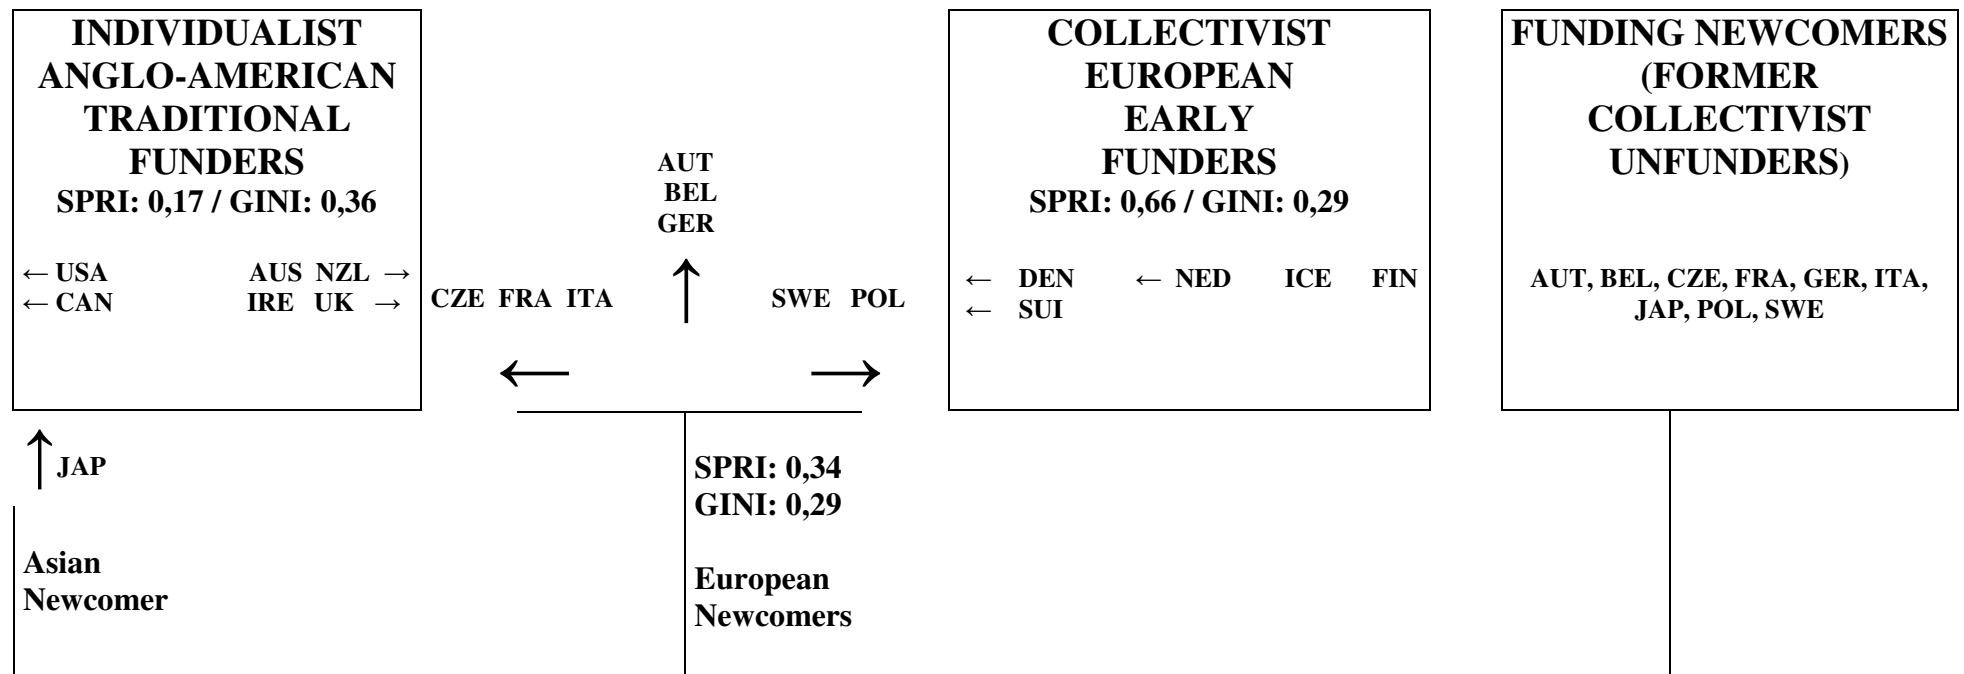 INDIVIDUALIST
ANGLO-AMERICAN
TRADITIONAL
FUNDERS
SPRI: 0,17 / GINI: 0,36
← USA AUS NZL →
← CAN IRE UK →
CZE FRA ITA
AUT
BEL
GER
↑
SWE POL
← →
COLLECTIVIST
EUROPEAN
EARLY
FUNDERS
SPRI: 0,66 / GINI: 0,29
← DEN ← NED ICE FIN
← SUI
FUNDING NEWCOMERS
(FORMER
COLLECTIVIST
UNFUNDERS)
AUT, BEL, CZE, FRA, GER, ITA,
JAP, POL, SWE
↑ JAP
Asian
Newcomer
SPRI: 0,34
GINI: 0,29
European
Newcomers